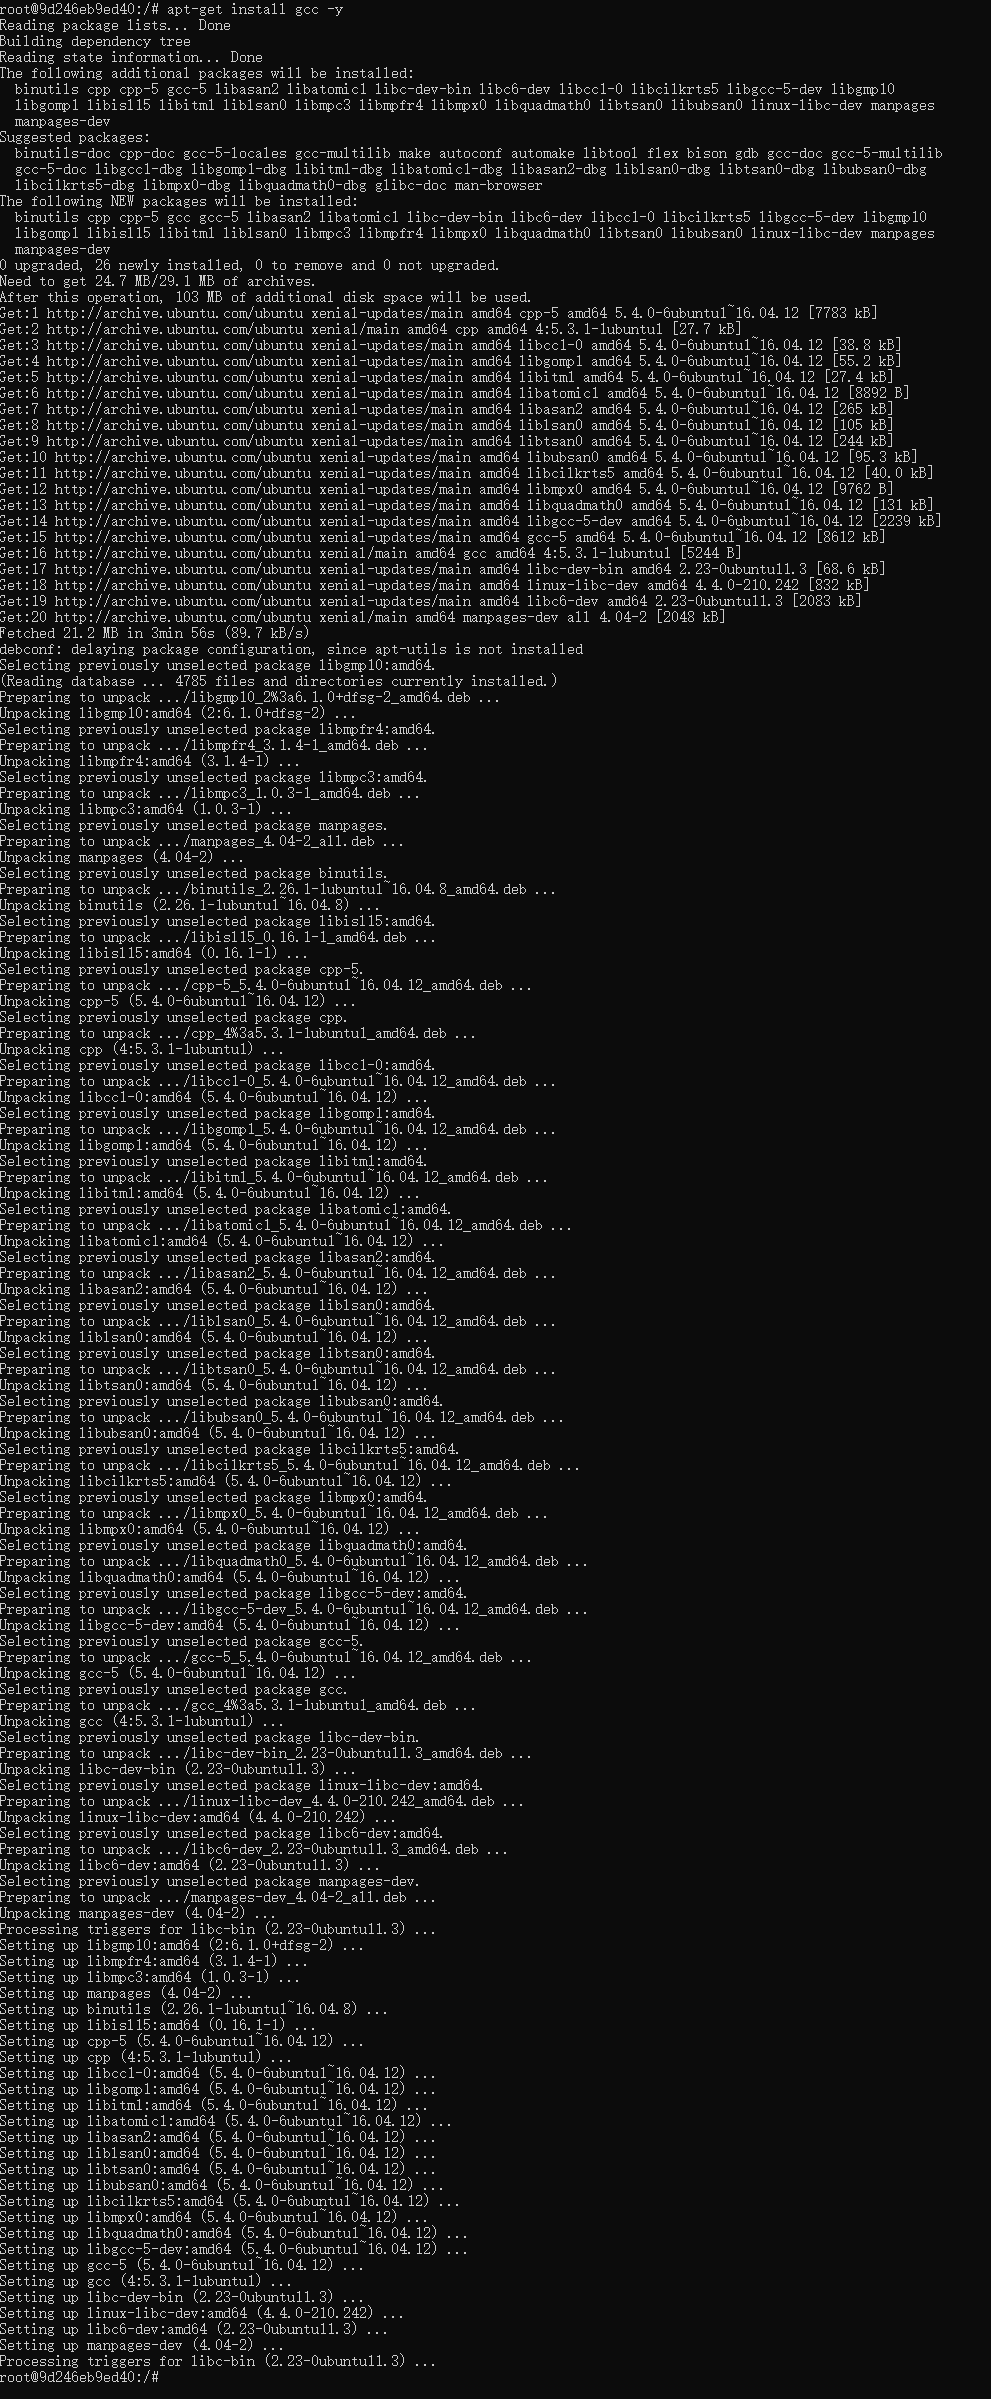 root@9d246eb9ed40:/# apt-get install gcc -y
Reading package lists... Done
Building dependency tree
Reading state information... Done
The following additional packages will be installed:
  binutils cpp cpp-5 gcc-5 libasan2 libatomic1 libc-dev-bin libc6-dev libcc1-0 libcilkrts5 libgcc-5-dev libgmp10
  libgomp1 libisl15 libitm1 liblsan0 libmpc3 libmpfr4 libmpx0 libquadmath0 libtsan0 libubsan0 linux-libc-dev manpages
  manpages-dev
Suggested packages:
  binutils-doc cpp-doc gcc-5-locales gcc-multilib make autoconf automake libtool flex bison gdb gcc-doc gcc-5-multilib
  gcc-5-doc libgcc1-dbg libgomp1-dbg libitm1-dbg libatomic1-dbg libasan2-dbg liblsan0-dbg libtsan0-dbg libubsan0-dbg
  libcilkrts5-dbg libmpx0-dbg libquadmath0-dbg glibc-doc man-browser
The following NEW packages will be installed:
  binutils cpp cpp-5 gcc gcc-5 libasan2 libatomic1 libc-dev-bin libc6-dev libcc1-0 libcilkrts5 libgcc-5-dev libgmp10
  libgomp1 libisl15 libitm1 liblsan0 libmpc3 libmpfr4 libmpx0 libquadmath0 libtsan0 libubsan0 linux-libc-dev manpages
  manpages-dev
0 upgraded, 26 newly installed, 0 to remove and 0 not upgraded.
Need to get 24.7 MB/29.1 MB of archives.
After this operation, 103 MB of additional disk space will be used.
Get:1 http://archive.ubuntu.com/ubuntu xenial-updates/main amd64 cpp-5 amd64 5.4.0-6ubuntu1~16.04.12 [7783 kB]
Get:2 http://archive.ubuntu.com/ubuntu xenial/main amd64 cpp amd64 4:5.3.1-1ubuntu1 [27.7 kB]
Get:3 http://archive.ubuntu.com/ubuntu xenial-updates/main amd64 libcc1-0 amd64 5.4.0-6ubuntu1~16.04.12 [38.8 kB]
Get:4 http://archive.ubuntu.com/ubuntu xenial-updates/main amd64 libgomp1 amd64 5.4.0-6ubuntu1~16.04.12 [55.2 kB]
Get:5 http://archive.ubuntu.com/ubuntu xenial-updates/main amd64 libitm1 amd64 5.4.0-6ubuntu1~16.04.12 [27.4 kB]
Get:6 http://archive.ubuntu.com/ubuntu xenial-updates/main amd64 libatomic1 amd64 5.4.0-6ubuntu1~16.04.12 [8892 B]
Get:7 http://archive.ubuntu.com/ubuntu xenial-updates/main amd64 libasan2 amd64 5.4.0-6ubuntu1~16.04.12 [265 kB]
Get:8 http://archive.ubuntu.com/ubuntu xenial-updates/main amd64 liblsan0 amd64 5.4.0-6ubuntu1~16.04.12 [105 kB]
Get:9 http://archive.ubuntu.com/ubuntu xenial-updates/main amd64 libtsan0 amd64 5.4.0-6ubuntu1~16.04.12 [244 kB]
Get:10 http://archive.ubuntu.com/ubuntu xenial-updates/main amd64 libubsan0 amd64 5.4.0-6ubuntu1~16.04.12 [95.3 kB]
Get:11 http://archive.ubuntu.com/ubuntu xenial-updates/main amd64 libcilkrts5 amd64 5.4.0-6ubuntu1~16.04.12 [40.0 kB]
Get:12 http://archive.ubuntu.com/ubuntu xenial-updates/main amd64 libmpx0 amd64 5.4.0-6ubuntu1~16.04.12 [9762 B]
Get:13 http://archive.ubuntu.com/ubuntu xenial-updates/main amd64 libquadmath0 amd64 5.4.0-6ubuntu1~16.04.12 [131 kB]
Get:14 http://archive.ubuntu.com/ubuntu xenial-updates/main amd64 libgcc-5-dev amd64 5.4.0-6ubuntu1~16.04.12 [2239 kB]
Get:15 http://archive.ubuntu.com/ubuntu xenial-updates/main amd64 gcc-5 amd64 5.4.0-6ubuntu1~16.04.12 [8612 kB]
Get:16 http://archive.ubuntu.com/ubuntu xenial/main amd64 gcc amd64 4:5.3.1-1ubuntu1 [5244 B]
Get:17 http://archive.ubuntu.com/ubuntu xenial-updates/main amd64 libc-dev-bin amd64 2.23-0ubuntu11.3 [68.6 kB]
Get:18 http://archive.ubuntu.com/ubuntu xenial-updates/main amd64 linux-libc-dev amd64 4.4.0-210.242 [832 kB]
Get:19 http://archive.ubuntu.com/ubuntu xenial-updates/main amd64 libc6-dev amd64 2.23-0ubuntu11.3 [2083 kB]
Get:20 http://archive.ubuntu.com/ubuntu xenial/main amd64 manpages-dev all 4.04-2 [2048 kB]
Fetched 21.2 MB in 3min 56s (89.7 kB/s)
debconf: delaying package configuration, since apt-utils is not installed
Selecting previously unselected package libgmp10:amd64.
(Reading database ... 4785 files and directories currently installed.)
Preparing to unpack .../libgmp10_2%3a6.1.0+dfsg-2_amd64.deb ...
Unpacking libgmp10:amd64 (2:6.1.0+dfsg-2) ...
Selecting previously unselected package libmpfr4:amd64.
Preparing to unpack .../libmpfr4_3.1.4-1_amd64.deb ...
Unpacking libmpfr4:amd64 (3.1.4-1) ...
Selecting previously unselected package libmpc3:amd64.
Preparing to unpack .../libmpc3_1.0.3-1_amd64.deb ...
Unpacking libmpc3:amd64 (1.0.3-1) ...
Selecting previously unselected package manpages.
Preparing to unpack .../manpages_4.04-2_all.deb ...
Unpacking manpages (4.04-2) ...
Selecting previously unselected package binutils.
Preparing to unpack .../binutils_2.26.1-1ubuntu1~16.04.8_amd64.deb ...
Unpacking binutils (2.26.1-1ubuntu1~16.04.8) ...
Selecting previously unselected package libisl15:amd64.
Preparing to unpack .../libisl15_0.16.1-1_amd64.deb ...
Unpacking libisl15:amd64 (0.16.1-1) ...
Selecting previously unselected package cpp-5.
Preparing to unpack .../cpp-5_5.4.0-6ubuntu1~16.04.12_amd64.deb ...
Unpacking cpp-5 (5.4.0-6ubuntu1~16.04.12) ...
Selecting previously unselected package cpp.
Preparing to unpack .../cpp_4%3a5.3.1-1ubuntu1_amd64.deb ...
Unpacking cpp (4:5.3.1-1ubuntu1) ...
Selecting previously unselected package libcc1-0:amd64.
Preparing to unpack .../libcc1-0_5.4.0-6ubuntu1~16.04.12_amd64.deb ...
Unpacking libcc1-0:amd64 (5.4.0-6ubuntu1~16.04.12) ...
Selecting previously unselected package libgomp1:amd64.
Preparing to unpack .../libgomp1_5.4.0-6ubuntu1~16.04.12_amd64.deb ...
Unpacking libgomp1:amd64 (5.4.0-6ubuntu1~16.04.12) ...
Selecting previously unselected package libitm1:amd64.
Preparing to unpack .../libitm1_5.4.0-6ubuntu1~16.04.12_amd64.deb ...
Unpacking libitm1:amd64 (5.4.0-6ubuntu1~16.04.12) ...
Selecting previously unselected package libatomic1:amd64.
Preparing to unpack .../libatomic1_5.4.0-6ubuntu1~16.04.12_amd64.deb ...
Unpacking libatomic1:amd64 (5.4.0-6ubuntu1~16.04.12) ...
Selecting previously unselected package libasan2:amd64.
Preparing to unpack .../libasan2_5.4.0-6ubuntu1~16.04.12_amd64.deb ...
Unpacking libasan2:amd64 (5.4.0-6ubuntu1~16.04.12) ...
Selecting previously unselected package liblsan0:amd64.
Preparing to unpack .../liblsan0_5.4.0-6ubuntu1~16.04.12_amd64.deb ...
Unpacking liblsan0:amd64 (5.4.0-6ubuntu1~16.04.12) ...
Selecting previously unselected package libtsan0:amd64.
Preparing to unpack .../libtsan0_5.4.0-6ubuntu1~16.04.12_amd64.deb ...
Unpacking libtsan0:amd64 (5.4.0-6ubuntu1~16.04.12) ...
Selecting previously unselected package libubsan0:amd64.
Preparing to unpack .../libubsan0_5.4.0-6ubuntu1~16.04.12_amd64.deb ...
Unpacking libubsan0:amd64 (5.4.0-6ubuntu1~16.04.12) ...
Selecting previously unselected package libcilkrts5:amd64.
Preparing to unpack .../libcilkrts5_5.4.0-6ubuntu1~16.04.12_amd64.deb ...
Unpacking libcilkrts5:amd64 (5.4.0-6ubuntu1~16.04.12) ...
Selecting previously unselected package libmpx0:amd64.
Preparing to unpack .../libmpx0_5.4.0-6ubuntu1~16.04.12_amd64.deb ...
Unpacking libmpx0:amd64 (5.4.0-6ubuntu1~16.04.12) ...
Selecting previously unselected package libquadmath0:amd64.
Preparing to unpack .../libquadmath0_5.4.0-6ubuntu1~16.04.12_amd64.deb ...
Unpacking libquadmath0:amd64 (5.4.0-6ubuntu1~16.04.12) ...
Selecting previously unselected package libgcc-5-dev:amd64.
Preparing to unpack .../libgcc-5-dev_5.4.0-6ubuntu1~16.04.12_amd64.deb ...
Unpacking libgcc-5-dev:amd64 (5.4.0-6ubuntu1~16.04.12) ...
Selecting previously unselected package gcc-5.
Preparing to unpack .../gcc-5_5.4.0-6ubuntu1~16.04.12_amd64.deb ...
Unpacking gcc-5 (5.4.0-6ubuntu1~16.04.12) ...
Selecting previously unselected package gcc.
Preparing to unpack .../gcc_4%3a5.3.1-1ubuntu1_amd64.deb ...
Unpacking gcc (4:5.3.1-1ubuntu1) ...
Selecting previously unselected package libc-dev-bin.
Preparing to unpack .../libc-dev-bin_2.23-0ubuntu11.3_amd64.deb ...
Unpacking libc-dev-bin (2.23-0ubuntu11.3) ...
Selecting previously unselected package linux-libc-dev:amd64.
Preparing to unpack .../linux-libc-dev_4.4.0-210.242_amd64.deb ...
Unpacking linux-libc-dev:amd64 (4.4.0-210.242) ...
Selecting previously unselected package libc6-dev:amd64.
Preparing to unpack .../libc6-dev_2.23-0ubuntu11.3_amd64.deb ...
Unpacking libc6-dev:amd64 (2.23-0ubuntu11.3) ...
Selecting previously unselected package manpages-dev.
Preparing to unpack .../manpages-dev_4.04-2_all.deb ...
Unpacking manpages-dev (4.04-2) ...
Processing triggers for libc-bin (2.23-0ubuntu11.3) ...
Setting up libgmp10:amd64 (2:6.1.0+dfsg-2) ...
Setting up libmpfr4:amd64 (3.1.4-1) ...
Setting up libmpc3:amd64 (1.0.3-1) ...
Setting up manpages (4.04-2) ...
Setting up binutils (2.26.1-1ubuntu1~16.04.8) ...
Setting up libisl15:amd64 (0.16.1-1) ...
Setting up cpp-5 (5.4.0-6ubuntu1~16.04.12) ...
Setting up cpp (4:5.3.1-1ubuntu1) ...
Setting up libcc1-0:amd64 (5.4.0-6ubuntu1~16.04.12) ...
Setting up libgomp1:amd64 (5.4.0-6ubuntu1~16.04.12) ...
Setting up libitm1:amd64 (5.4.0-6ubuntu1~16.04.12) ...
Setting up libatomic1:amd64 (5.4.0-6ubuntu1~16.04.12) ...
Setting up libasan2:amd64 (5.4.0-6ubuntu1~16.04.12) ...
Setting up liblsan0:amd64 (5.4.0-6ubuntu1~16.04.12) ...
Setting up libtsan0:amd64 (5.4.0-6ubuntu1~16.04.12) ...
Setting up libubsan0:amd64 (5.4.0-6ubuntu1~16.04.12) ...
Setting up libcilkrts5:amd64 (5.4.0-6ubuntu1~16.04.12) ...
Setting up libmpx0:amd64 (5.4.0-6ubuntu1~16.04.12) ...
Setting up libquadmath0:amd64 (5.4.0-6ubuntu1~16.04.12) ...
Setting up libgcc-5-dev:amd64 (5.4.0-6ubuntu1~16.04.12) ...
Setting up gcc-5 (5.4.0-6ubuntu1~16.04.12) ...
Setting up gcc (4:5.3.1-1ubuntu1) ...
Setting up libc-dev-bin (2.23-0ubuntu11.3) ...
Setting up linux-libc-dev:amd64 (4.4.0-210.242) ...
Setting up libc6-dev:amd64 (2.23-0ubuntu11.3) ...
Setting up manpages-dev (4.04-2) ...
Processing triggers for libc-bin (2.23-0ubuntu11.3) ...
root@9d246eb9ed40:/#